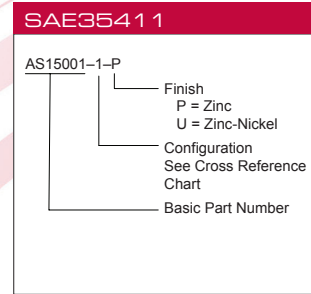 SAE35411
AS15001–1–P
Finish
P = Zinc
U = Zinc-Nickel
Configuration
See Cross Reference
Chart
Basic Part Number